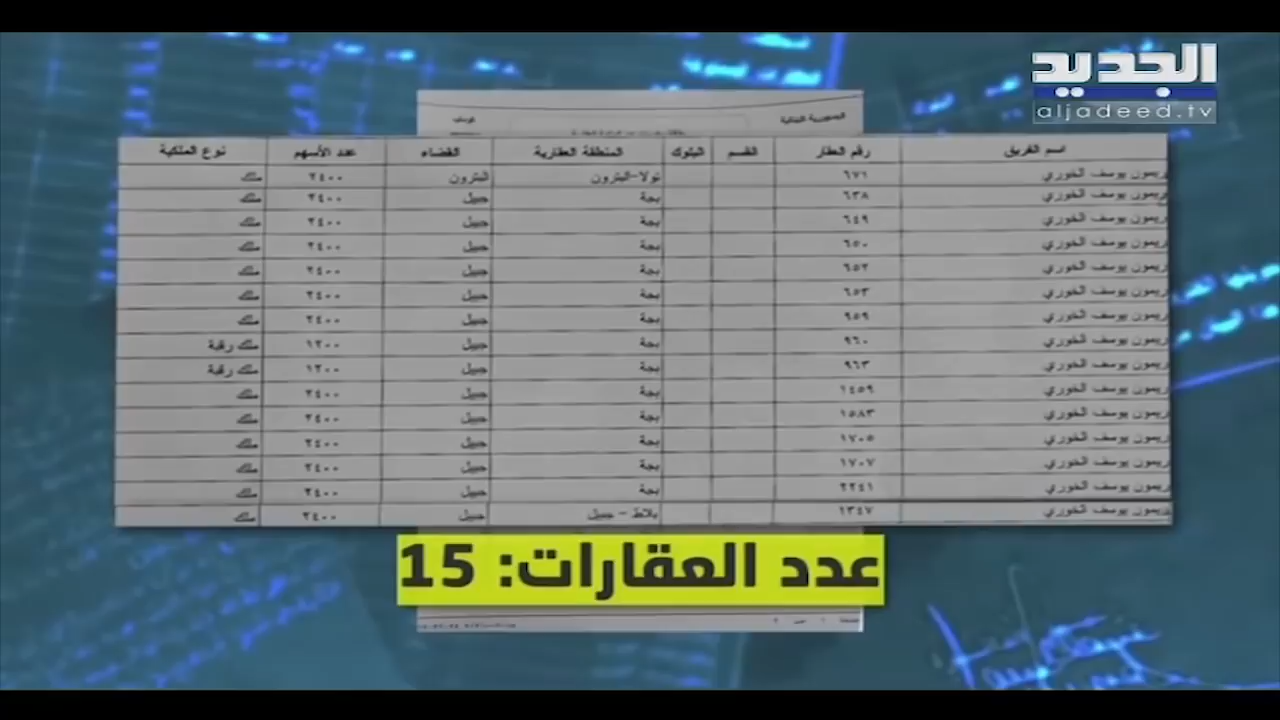 الجديد
aljadeed.tv
الجمهورية اللبنانية
اسم الفريق رقم العقار القسم البلوك المنطقة العقارية القضاء عدد الأسهم نوع الملكية
ريمون يوسف الخوري ٦٧١ تولا-البترون البترون ٢٤٠٠ ملك
ريمون يوسف الخوري ٦٣٨ بجة جبيل ٢٤٠٠ ملك
ريمون يوسف الخوري ٦٤٩ بجة جبيل ٢٤٠٠ ملك
ريمون يوسف الخوري ٦٥٠ بجة جبيل ٢٤٠٠ ملك
ريمون يوسف الخوري ٦٥٢ بجة جبيل ٢٤٠٠ ملك
ريمون يوسف الخوري ٦٥٣ بجة جبيل ٢٤٠٠ ملك
ريمون يوسف الخوري ٩٥٩ بجة جبيل ٢٤٠٠ ملك
ريمون يوسف الخوري ٩٦٠ بجة جبيل ١٢٠٠ ملك رقبة
ريمون يوسف الخوري ٩٦٣ بجة جبيل ١٢٠٠ ملك رقبة
ريمون يوسف الخوري ١٤٥٩ بجة جبيل ٢٤٠٠ ملك
ريمون يوسف الخوري ١٥٨٣ بجة جبيل ٢٤٠٠ ملك
ريمون يوسف الخوري ١٧٠٥ بجة جبيل ٢٤٠٠ ملك
ريمون يوسف الخوري ١٧٠٧ بجة جبيل ٢٤٠٠ ملك
ريمون يوسف الخوري ٢٢٤١ بجة جبيل ٢٤٠٠ ملك
ريمون يوسف الخوري ١٣٤٧ بلاط - جبيل جبيل ٢٤٠٠ ملك
عدد العقارات: 15